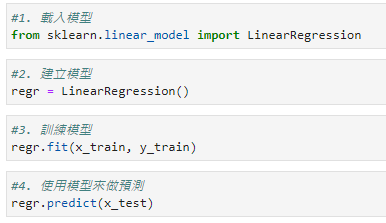 #1. 載入模型
from sklearn.linear_model import LinearRegression
#2. 建立模型
regr = LinearRegression()
#3. 訓練模型
regr.fit(x_train, y_train)
#4. 使用模型來做預測
regr.predict(x_test)